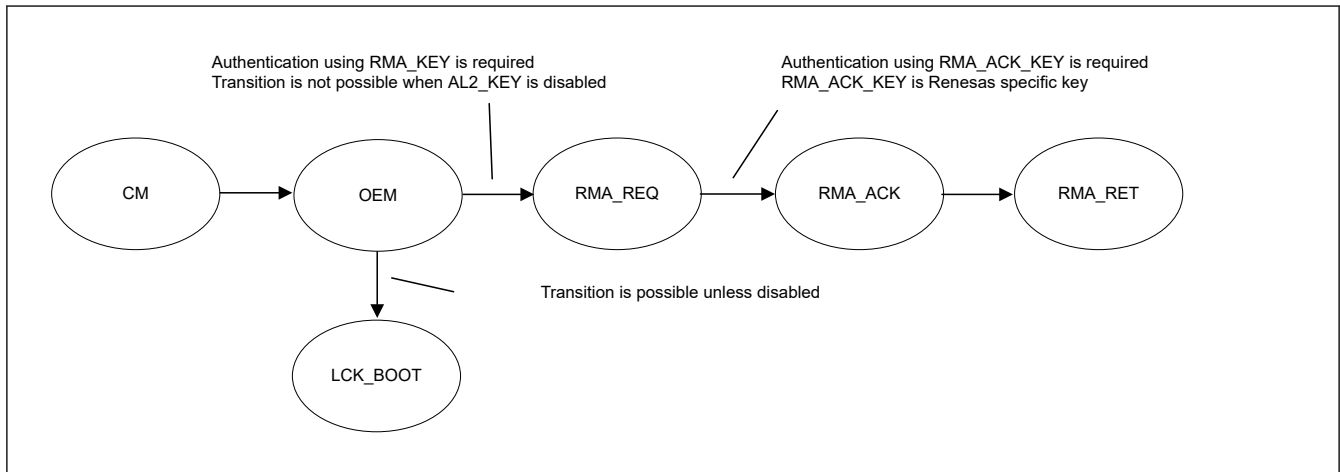 Authentication using RMA_KEY is required
Transition is not possible when AL2_KEY is disabled
Authentication using RMA_ACK_KEY is required
RMA_ACK_KEY is Renesas specific key
CM
OEM
RMA_REQ
RMA_ACK
RMA_RET
Transition is possible unless disabled
LCK_BOOT